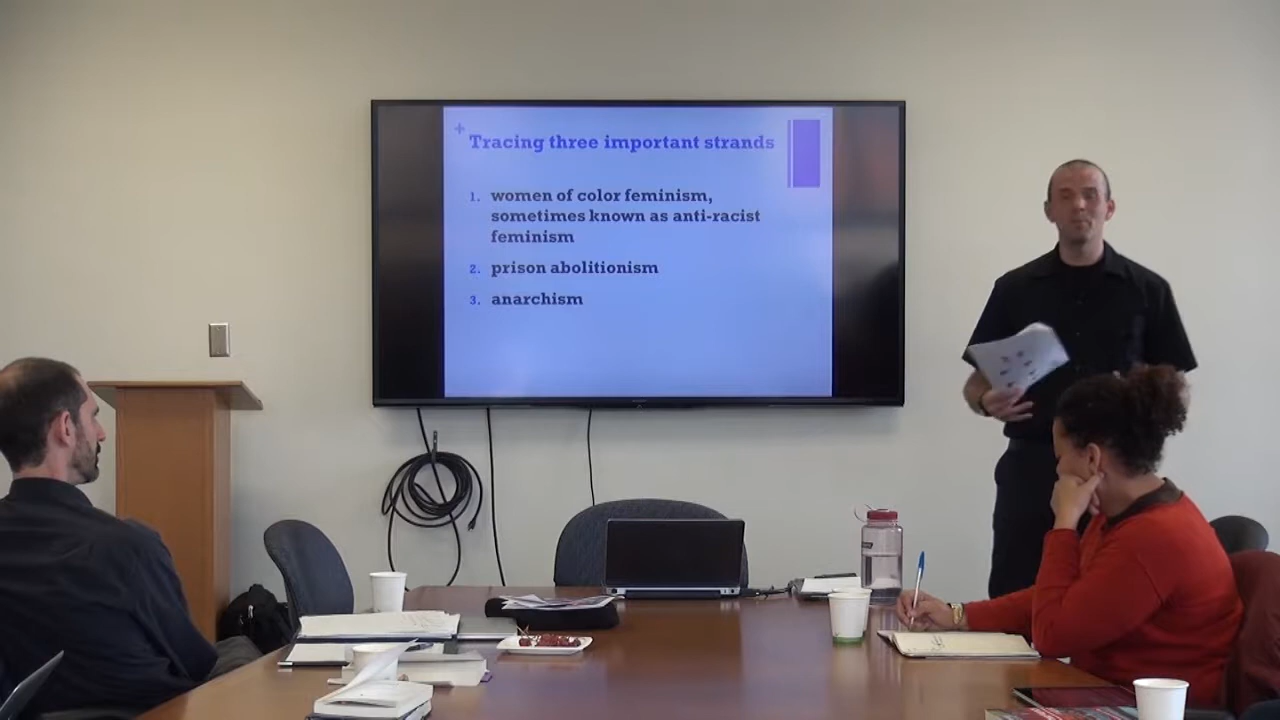 +
Tracing three important strands
1. women of color feminism,
sometimes known as anti-racist
feminism
2. prison abolitionism
3. anarchism